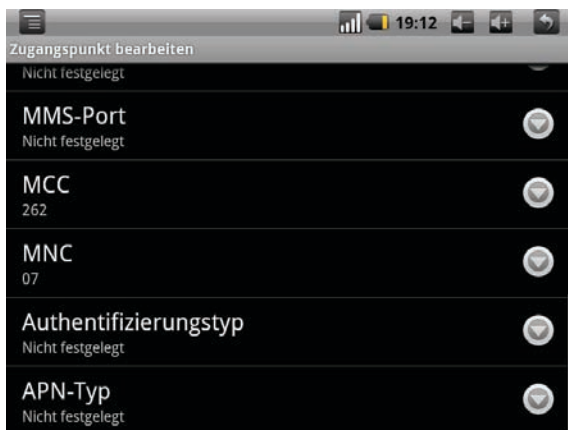 19:12
Zugangspunkt bearbeiten
Nicht festgelegt
MMS-Port
Nicht festgelegt
MCC
262
MNC
07
Authentifizierungstyp
Nicht festgelegt
APN-Typ
Nicht festgelegt